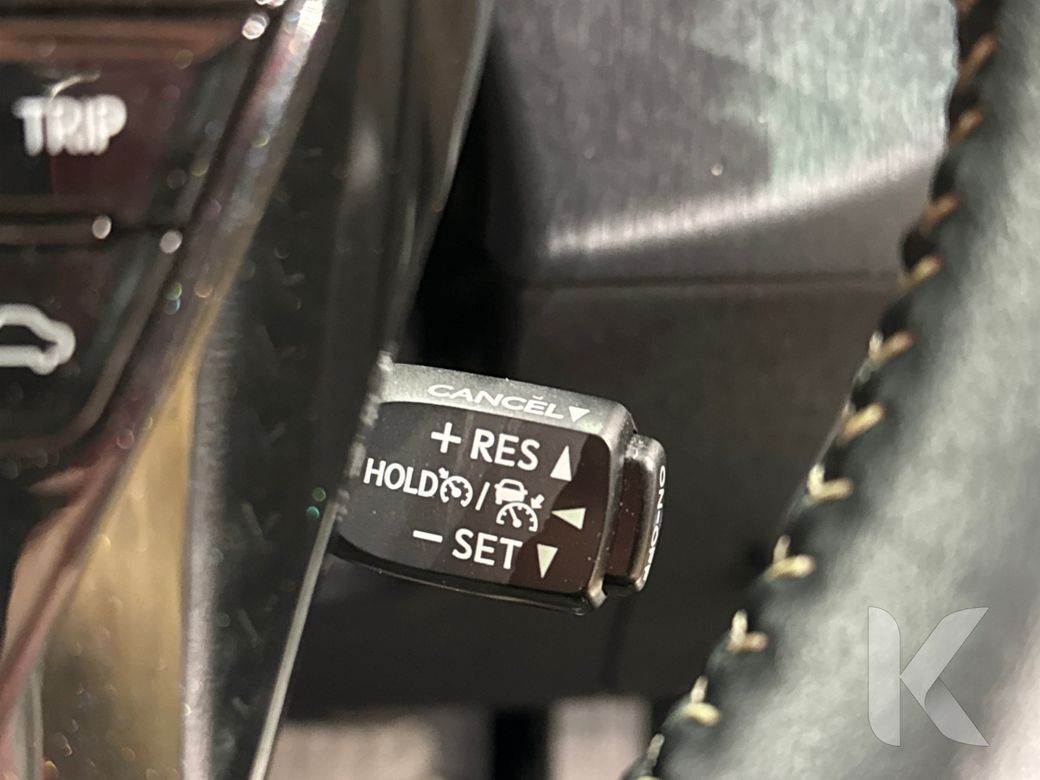 TRIP
CANCEL
+ RES
HOLD /
− SET
ON-OFF
K